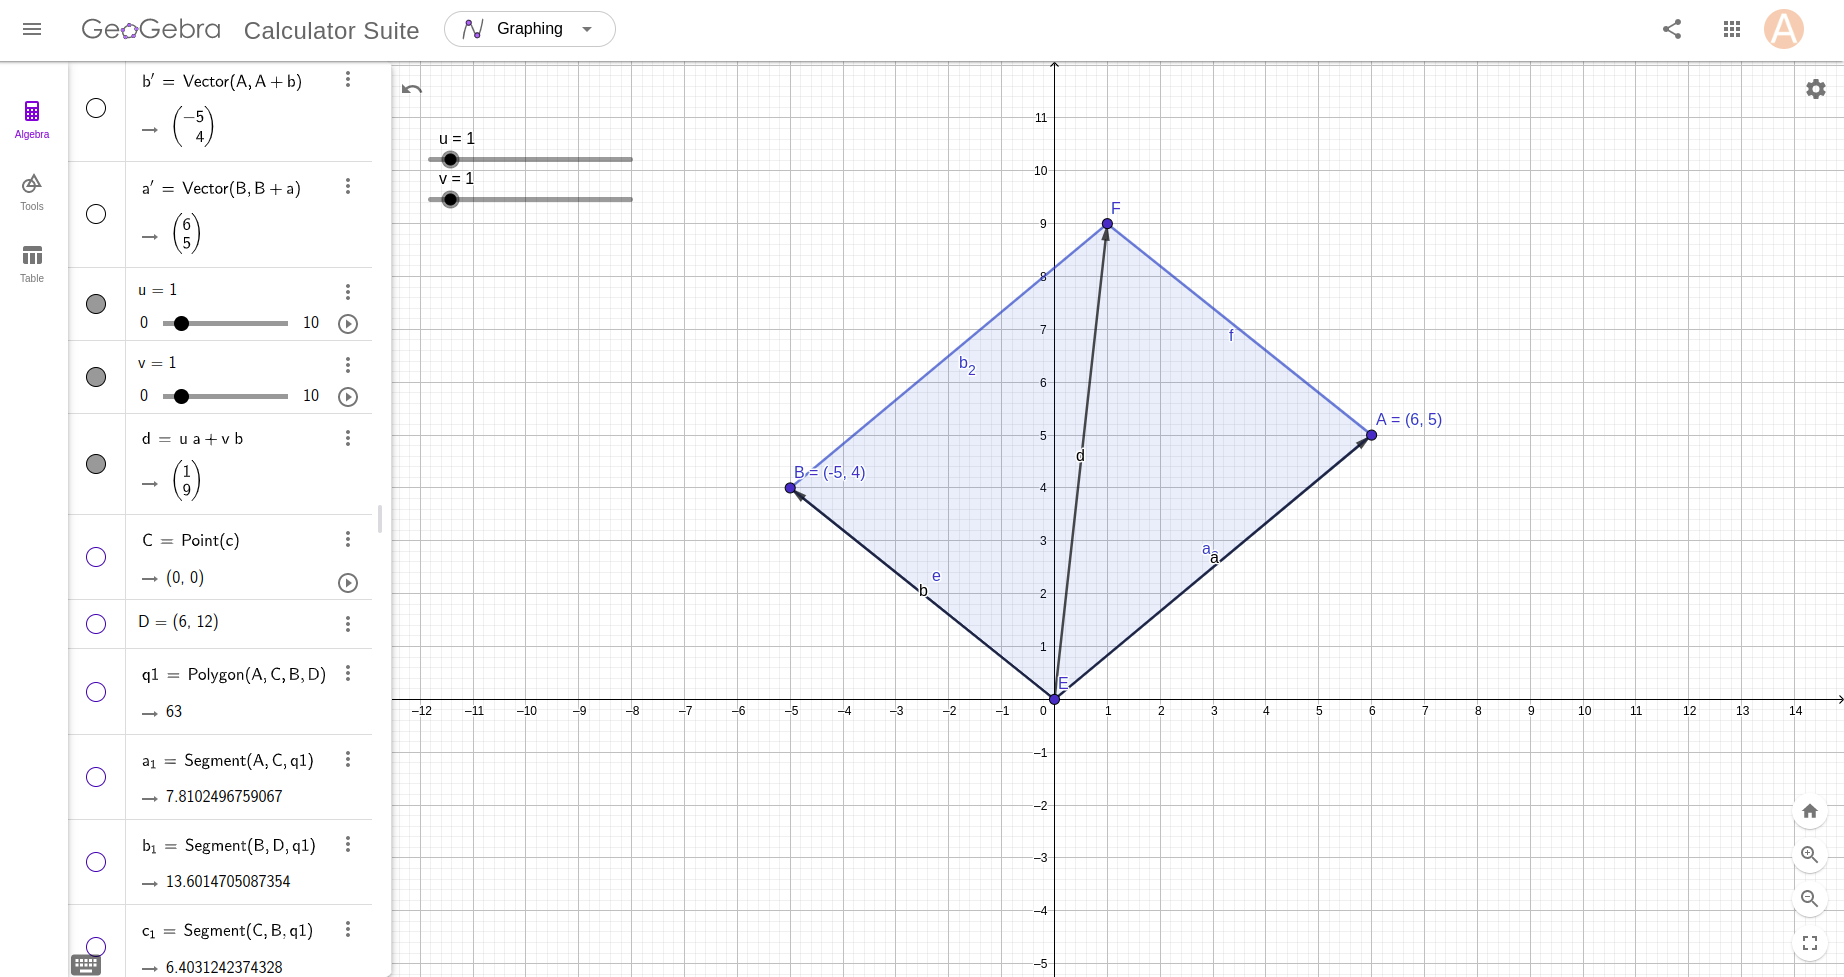 GeoGebra Calculator Suite Graphing A
Algebra
Tools
Table
b′ = Vector(A, A + b)
→ (−5
4)
a′ = Vector(B, B + a)
→ (6
5)
u = 1
0 10
v = 1
0 10
d = u a + v b
→ (1
9)
C = Point(c)
→ (0, 0)
D = (6, 12)
q1 = Polygon(A, C, B, D)
→ 63
a₁ = Segment(A, C, q1)
→ 7.8102496759067
b₁ = Segment(B, D, q1)
→ 13.6014705087354
c₁ = Segment(C, B, q1)
→ 6.4031242374328
u = 1
v = 1
11
10
F
9
8
7
f
b₂
6
A = (6, 5)
5
d
B = (-5, 4)
4
3
a
a
e
b
2
1
E
–12 –11 –10 –9 –8 –7 –6 –5 –4 –3 –2 –1 0 1 2 3 4 5 6 7 8 9 10 11 12 13 14
–1
–2
–3
–4
–5